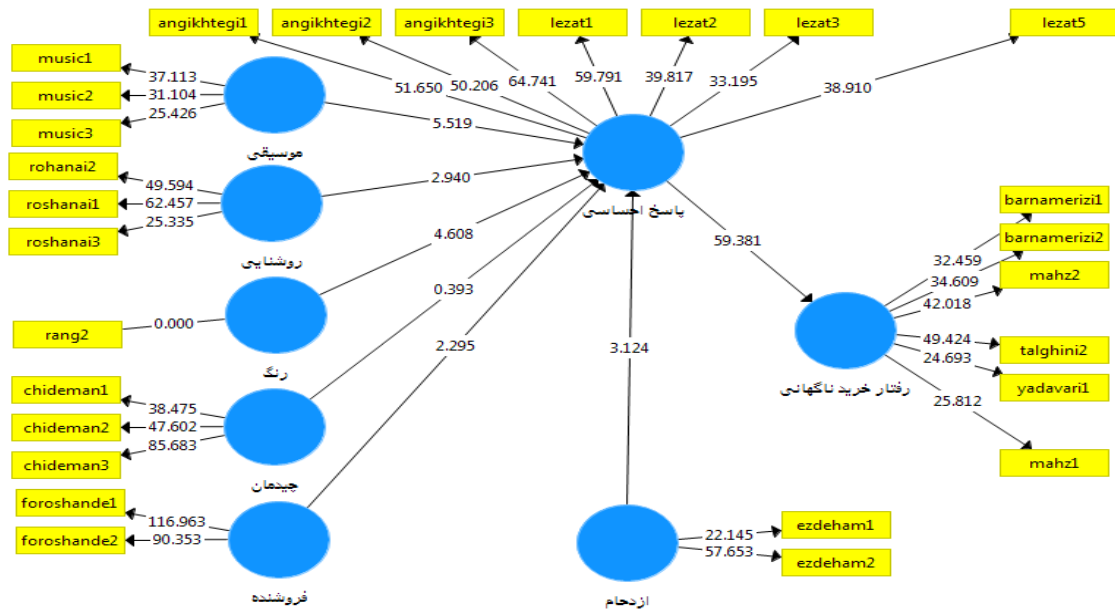 angikhtegi1
angikhtegi2
angikhtegi3
lezat1
lezat2
lezat3
lezat5
51.650
50.206
64.741
59.791
39.817
33.195
38.910
music1
music2
music3
37.113
31.104
25.426
موسیقی
5.519
پاسخ احساسی
rohanai2
roshanai1
roshanai3
49.594
62.457
25.335
روشنایی
2.940
rang2
0.000
رنگ
4.608
chideman1
chideman2
chideman3
38.475
47.602
85.683
چیدمان
0.393
foroshande1
foroshande2
116.963
90.353
فروشنده
2.295
ezdeham1
ezdeham2
22.145
57.653
ازدحام
3.124
59.381
رفتار خرید ناگهانی
barnamerizi1
barnamerizi2
mahz2
talghini2
yadavari1
mahz1
32.459
34.609
42.018
49.424
24.693
25.812